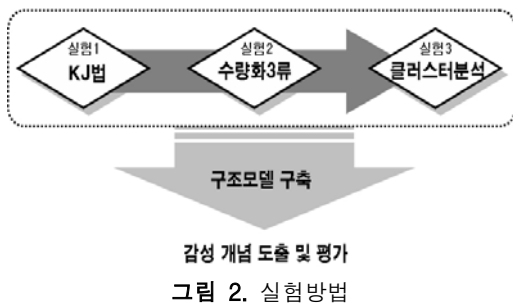 실험1
KJ법
실험2
수량화3류
실험3
클러스터분석
구조모델 구축
감성 개념 도출 및 평가
그림 2. 실험방법